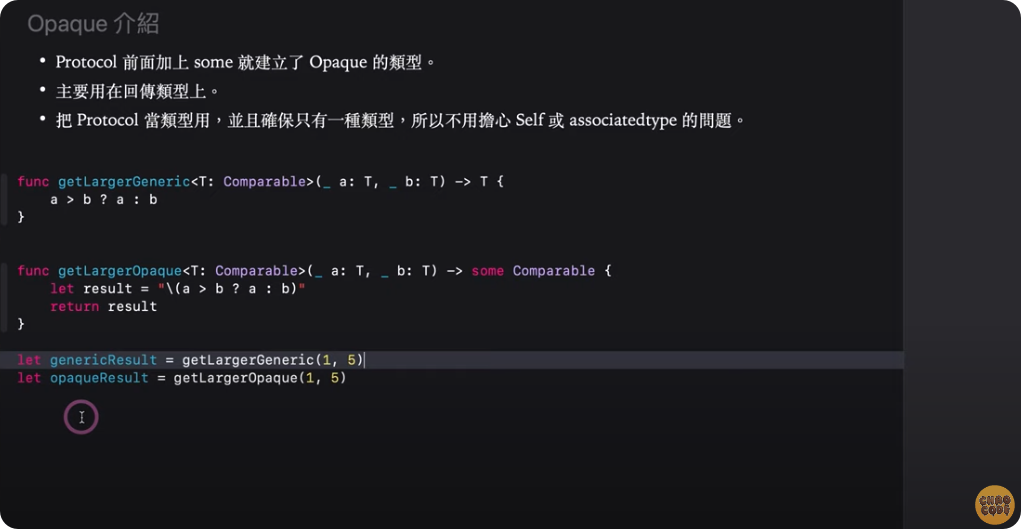 Opaque 介紹
• Protocol 前面加上 some 就建立了 Opaque 的類型。
• 主要用在回傳類型上。
• 把 Protocol 當類型用，並且確保只有一種類型，所以不用擔心 Self 或 associatedtype 的問題。
func getLargerGeneric<T: Comparable>(_ a: T, _ b: T) -> T {
    a > b ? a : b
}
func getLargerOpaque<T: Comparable>(_ a: T, _ b: T) -> some Comparable {
    let result = "\(a > b ? a : b)"
    return result
}
let genericResult = getLargerGeneric(1, 5)
let opaqueResult = getLargerOpaque(1, 5)
CHAO
CODE